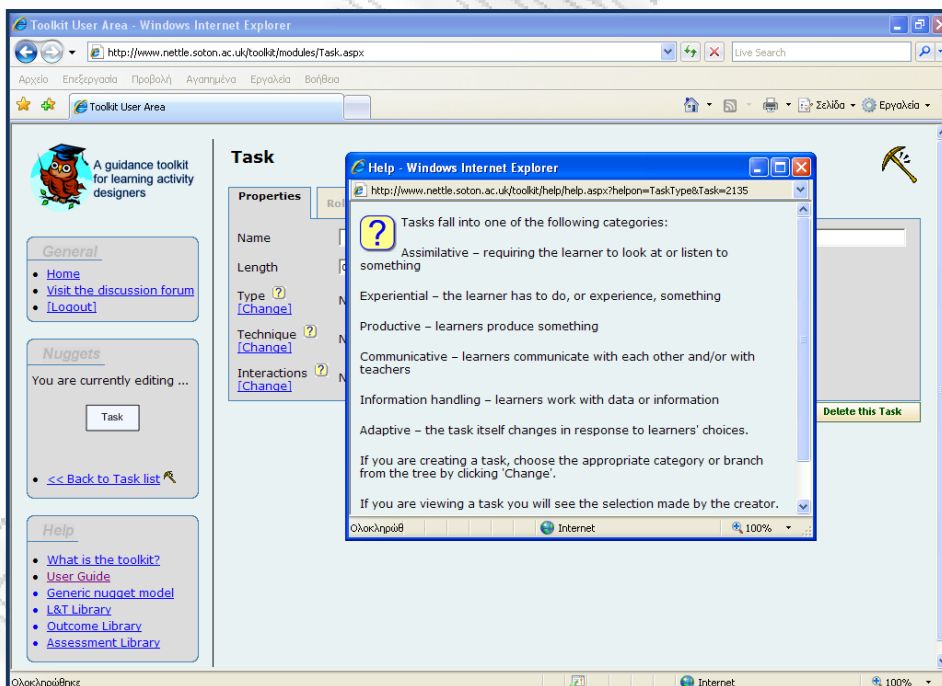 Toolkit User Area - Windows Internet Explorer
http://www.nettle.soton.ac.uk/toolkit/modules/Task.aspx
Live Search
Αρχείο Επεξεργασία Προβολή Αγαπημένα Εργαλεία Βοήθεια
Toolkit User Area
Σελίδα
Εργαλεία
A guidance toolkit
for learning activity
designers
General
Home
Visit the discussion forum
[Logout]
Nuggets
You are currently editing ...
Task
<< Back to Task list
Help
What is the toolkit?
User Guide
Generic nugget model
L&T Library
Outcome Library
Assessment Library
Task
Properties
Name
Length
Type ?
[Change]
Technique ?
[Change]
Interactions ?
[Change]
Delete this Task
Help - Windows Internet Explorer
http://www.nettle.soton.ac.uk/toolkit/help/help.aspx?helpon=TaskType&Task=2135
? Tasks fall into one of the following categories:
Assimilative – requiring the learner to look at or listen to
something
Experiential – the learner has to do, or experience, something
Productive – learners produce something
Communicative – learners communicate with each other and/or with
teachers
Information handling – learners work with data or information
Adaptive – the task itself changes in response to learners' choices.
If you are creating a task, choose the appropriate category or branch
from the tree by clicking 'Change'.
If you are viewing a task you will see the selection made by the creator.
Ολοκληρώθ
Internet
100%
Ολοκληρώθηκε
Internet
100%